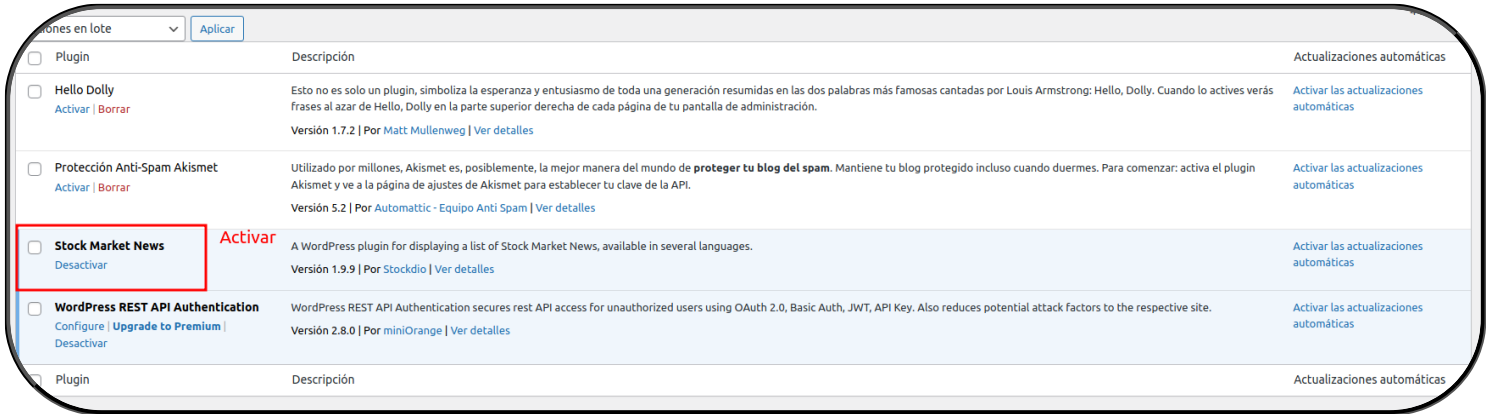 ones en lote
Aplicar
Plugin Descripción Actualizaciones automáticas
Hello Dolly
Activar | Borrar
Esto no es solo un plugin, simboliza la esperanza y entusiasmo de toda una generación resumidas en las dos palabras más famosas cantadas por Louis Armstrong: Hello, Dolly. Cuando lo actives verás
frases al azar de Hello, Dolly en la parte superior derecha de cada página de tu pantalla de administración.
Versión 1.7.2 | Por Matt Mullenweg | Ver detalles
Activar las actualizaciones
automáticas
Protección Anti-Spam Akismet
Activar | Borrar
Utilizado por millones, Akismet es, posiblemente, la mejor manera del mundo de proteger tu blog del spam. Mantiene tu blog protegido incluso cuando duermes. Para comenzar: activa el plugin
Akismet y ve a la página de ajustes de Akismet para establecer tu clave de la API.
Versión 5.2 | Por Automattic - Equipo Anti Spam | Ver detalles
Activar las actualizaciones
automáticas
Stock Market News
Desactivar
Activar
A WordPress plugin for displaying a list of Stock Market News, available in several languages.
Versión 1.9.9 | Por Stockdio | Ver detalles
Activar las actualizaciones
automáticas
WordPress REST API Authentication
Configure | Upgrade to Premium |
Desactivar
WordPress REST API Authentication secures rest API access for unauthorized users using OAuth 2.0, Basic Auth, JWT, API Key. Also reduces potential attack factors to the respective site.
Versión 2.8.0 | Por miniOrange | Ver detalles
Activar las actualizaciones
automáticas
Plugin Descripción Actualizaciones automáticas